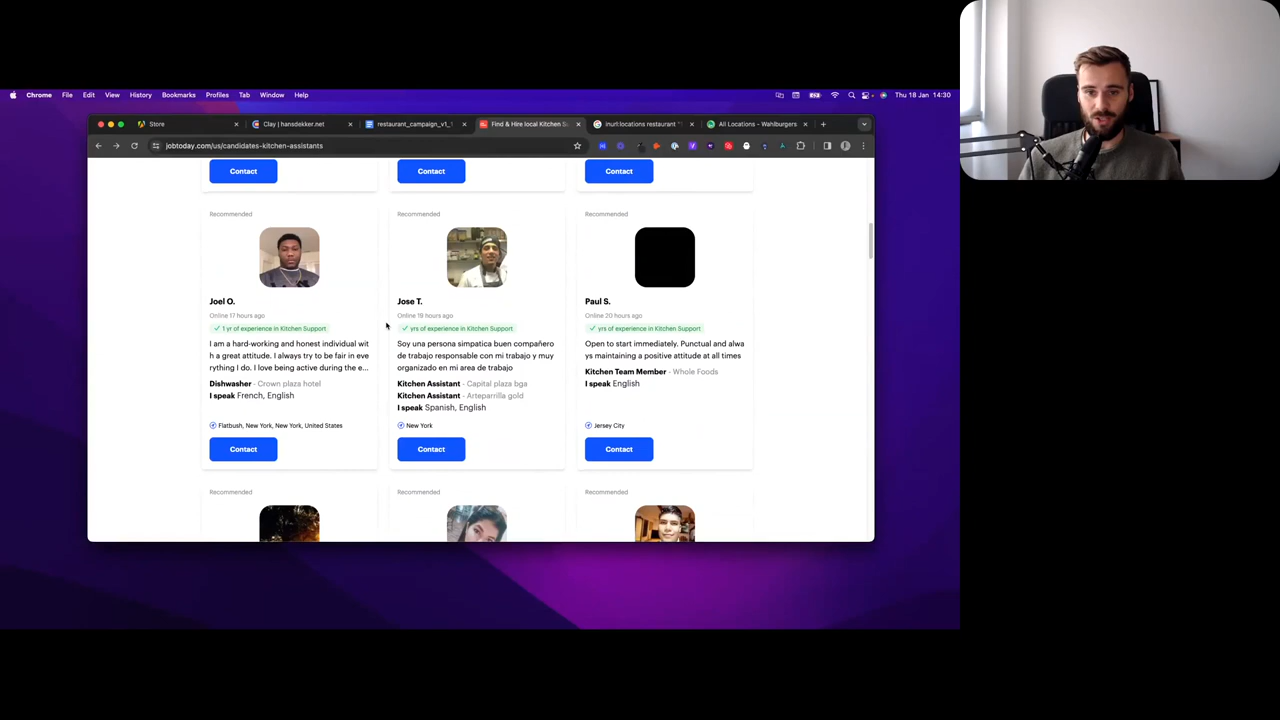 Chrome File Edit View History Bookmarks Profiles Tab Window Help Thu 18 Jan 14:30
Store Clay | hansdekker.net restaurant_campaign_v1_1 Find & Hire local Kitchen S inurl:locations restaurant "1 All Locations – Wahlburgers
jobtoday.com/us/candidates-kitchen-assistants
Contact Contact Contact
Recommended Recommended Recommended
Joel O. Jose T. Paul S.
Online 17 hours ago Online 19 hours ago Online 20 hours ago
1 yr of experience in Kitchen Support yrs of experience in Kitchen Support yrs of experience in Kitchen Support
I am a hard-working and honest individual wit
h a great attitude. I always try to be fair in eve
rything I do. I love being active during the e...
Dishwasher - Crown plaza hotel
I speak French, English
Flatbush, New York, New York, United States
Contact
Soy una persona simpatica buen compañero
de trabajo responsable con mi trabajo y muy
organizado en mi area de trabajo
Kitchen Assistant - Capital plaza bga
Kitchen Assistant - Arteparrilla gold
I speak Spanish, English
New York
Contact
Open to start immediately. Punctual and alwa
ys maintaining a positive attitude at all times
Kitchen Team Member - Whole Foods
I speak English
Jersey City
Contact
Recommended Recommended Recommended